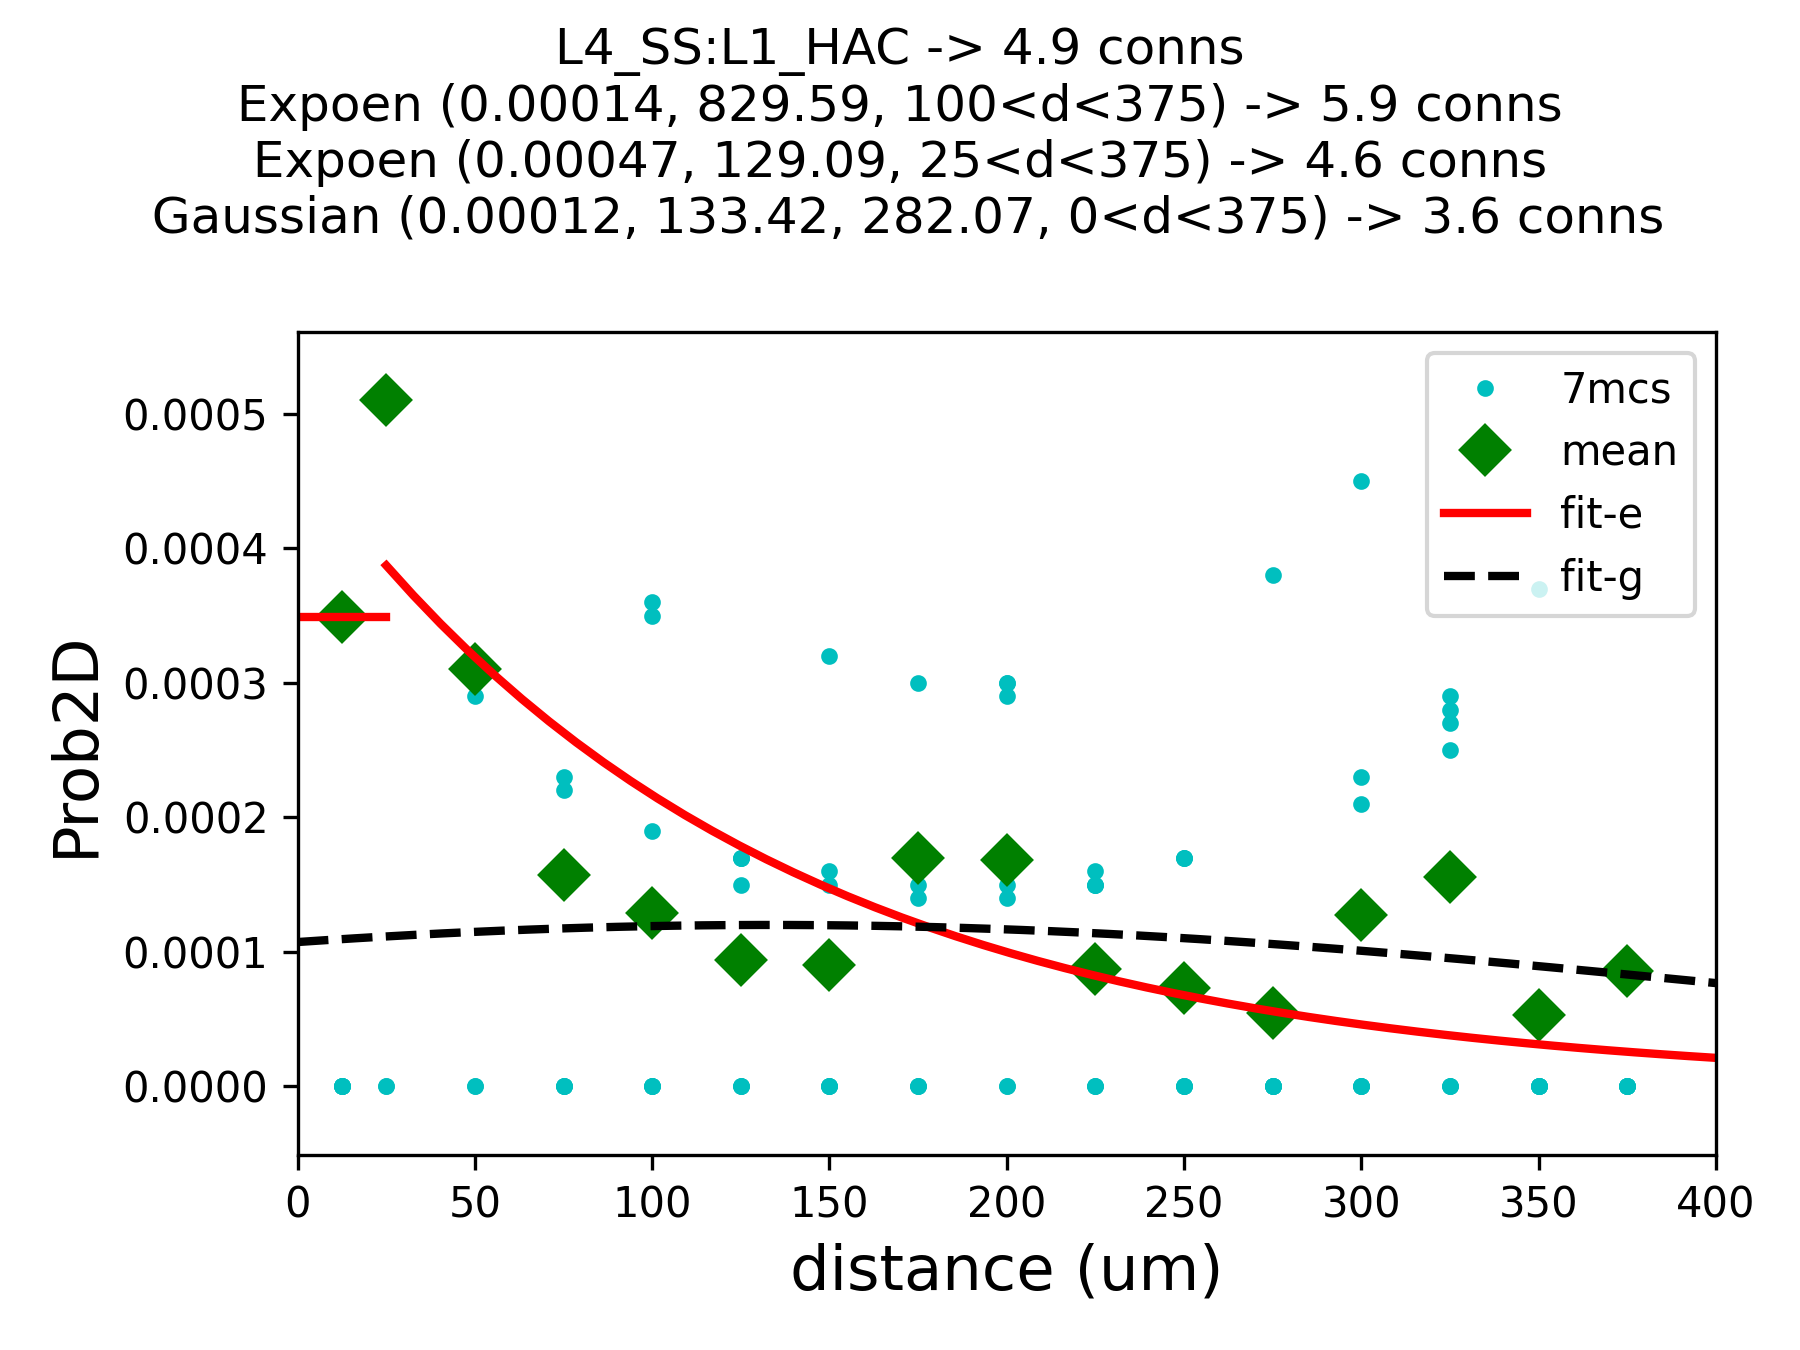 L4_SS:L1_HAC -> 4.9 conns
Expoen (0.00014, 829.59, 100<d<375) -> 5.9 conns
Expoen (0.00047, 129.09, 25<d<375) -> 4.6 conns
Gaussian (0.00012, 133.42, 282.07, 0<d<375) -> 3.6 conns
7mcs
mean
fit-e
fit-g
Prob2D
0.0005
0.0004
0.0003
0.0002
0.0001
0.0000
0 50 100 150 200 250 300 350 400
distance (um)